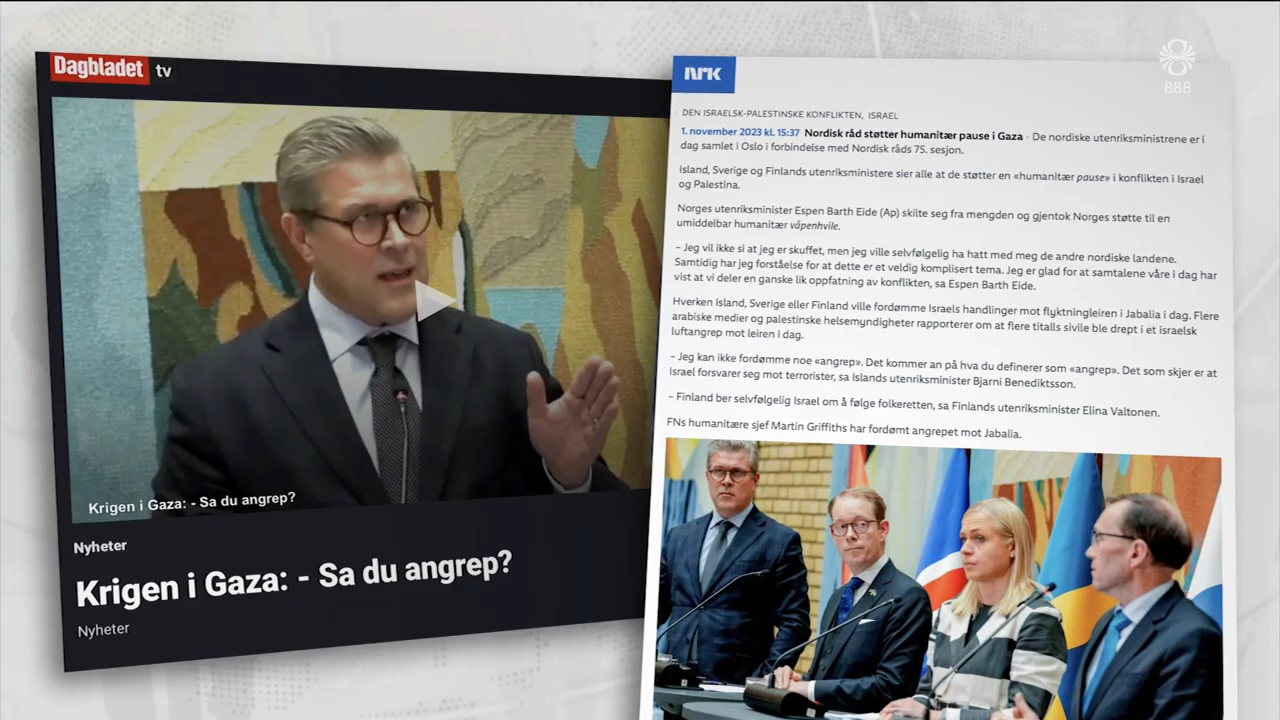 Dagbladet tv
Krigen i Gaza: - Sa du angrep?
Nyheter
Krigen i Gaza: - Sa du angrep?
Nyheter
NRK
888
DEN ISRAELSK-PALESTINSKE KONFLIKTEN, ISRAEL
1. november 2023 kl. 15:37 Nordisk råd støtter humanitær pause i Gaza · De nordiske utenriksministrene er i
dag samlet i Oslo i forbindelse med Nordisk råds 75. sesjon.
Island, Sverige og Finlands utenriksministere sier alle at de støtter en «humanitær pause» i konflikten i Israel
og Palestina.
Norges utenriksminister Espen Barth Eide (Ap) skilte seg fra mengden og gjentok Norges støtte til en
umiddelbar humanitær våpenhvile.
– Jeg vil ikke si at jeg er skuffet, men jeg ville selvfølgelig ha hatt med meg de andre nordiske landene.
Samtidig har jeg forståelse for at dette er et veldig komplisert tema. Jeg er glad for at samtalene våre i dag har
vist at vi deler en ganske lik oppfatning av konflikten, sa Espen Barth Eide.
Hverken Island, Sverige eller Finland ville fordømme Israels handlinger mot flyktningleiren i Jabalia i dag. Flere
arabiske medier og palestinske helsemyndigheter rapporterer om at flere titalls sivile ble drept i et israelsk
luftangrep mot leiren i dag.
– Jeg kan ikke fordømme noe «angrep». Det kommer an på hva du definerer som «angrep». Det som skjer er at
Israel forsvarer seg mot terrorister, sa Islands utenriksminister Bjarni Benediktsson.
– Finland ber selvfølgelig Israel om å følge folkeretten, sa Finlands utenriksminister Elina Valtonen.
FNs humanitære sjef Martin Griffiths har fordømt angrepet mot Jabalia.